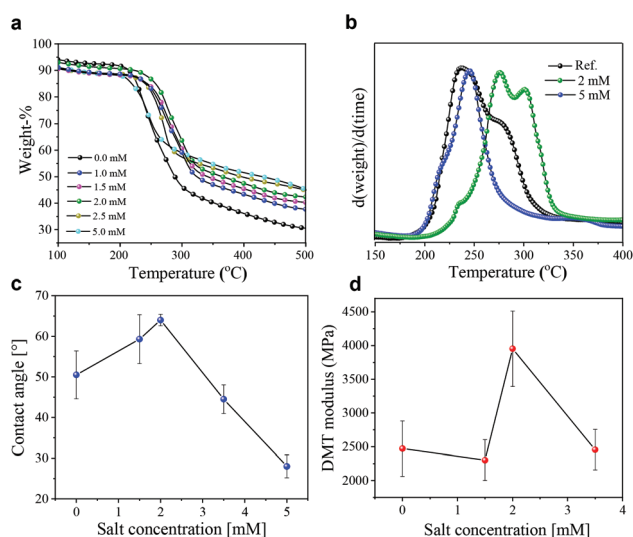 a
100
90
80
70
60
50
40
30
Weight-%
0.0 mM
1.0 mM
1.5 mM
2.0 mM
2.5 mM
5.0 mM
100 200 300 400 500
Temperature (°C)
b
d(weight)/d(time)
Ref.
2 mM
5 mM
150 200 250 300 350 400
Temperature (°C)
c
70
60
50
40
30
20
Contact angle [°]
0 1 2 3 4 5
Salt concentration [mM]
d
4500
4000
3500
3000
2500
2000
DMT modulus (MPa)
0 1 2 3 4
Salt concentration [mM]